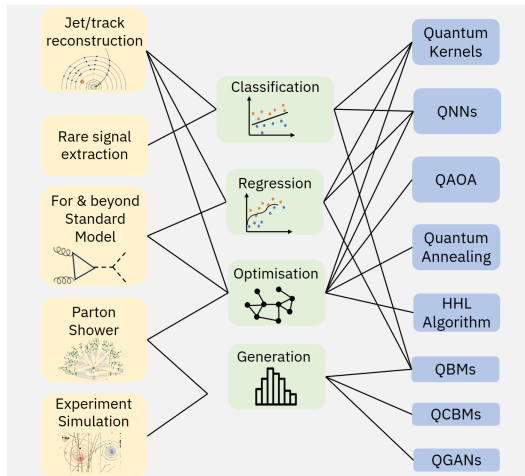 Jet/track
reconstruction
Rare signal
extraction
For & beyond
Standard
Model
Parton
Shower
Experiment
Simulation
Classification
Regression
Optimisation
Generation
Quantum
Kernels
QNNs
QAOA
Quantum
Annealing
HHL
Algorithm
QBMs
QCBMs
QGANs